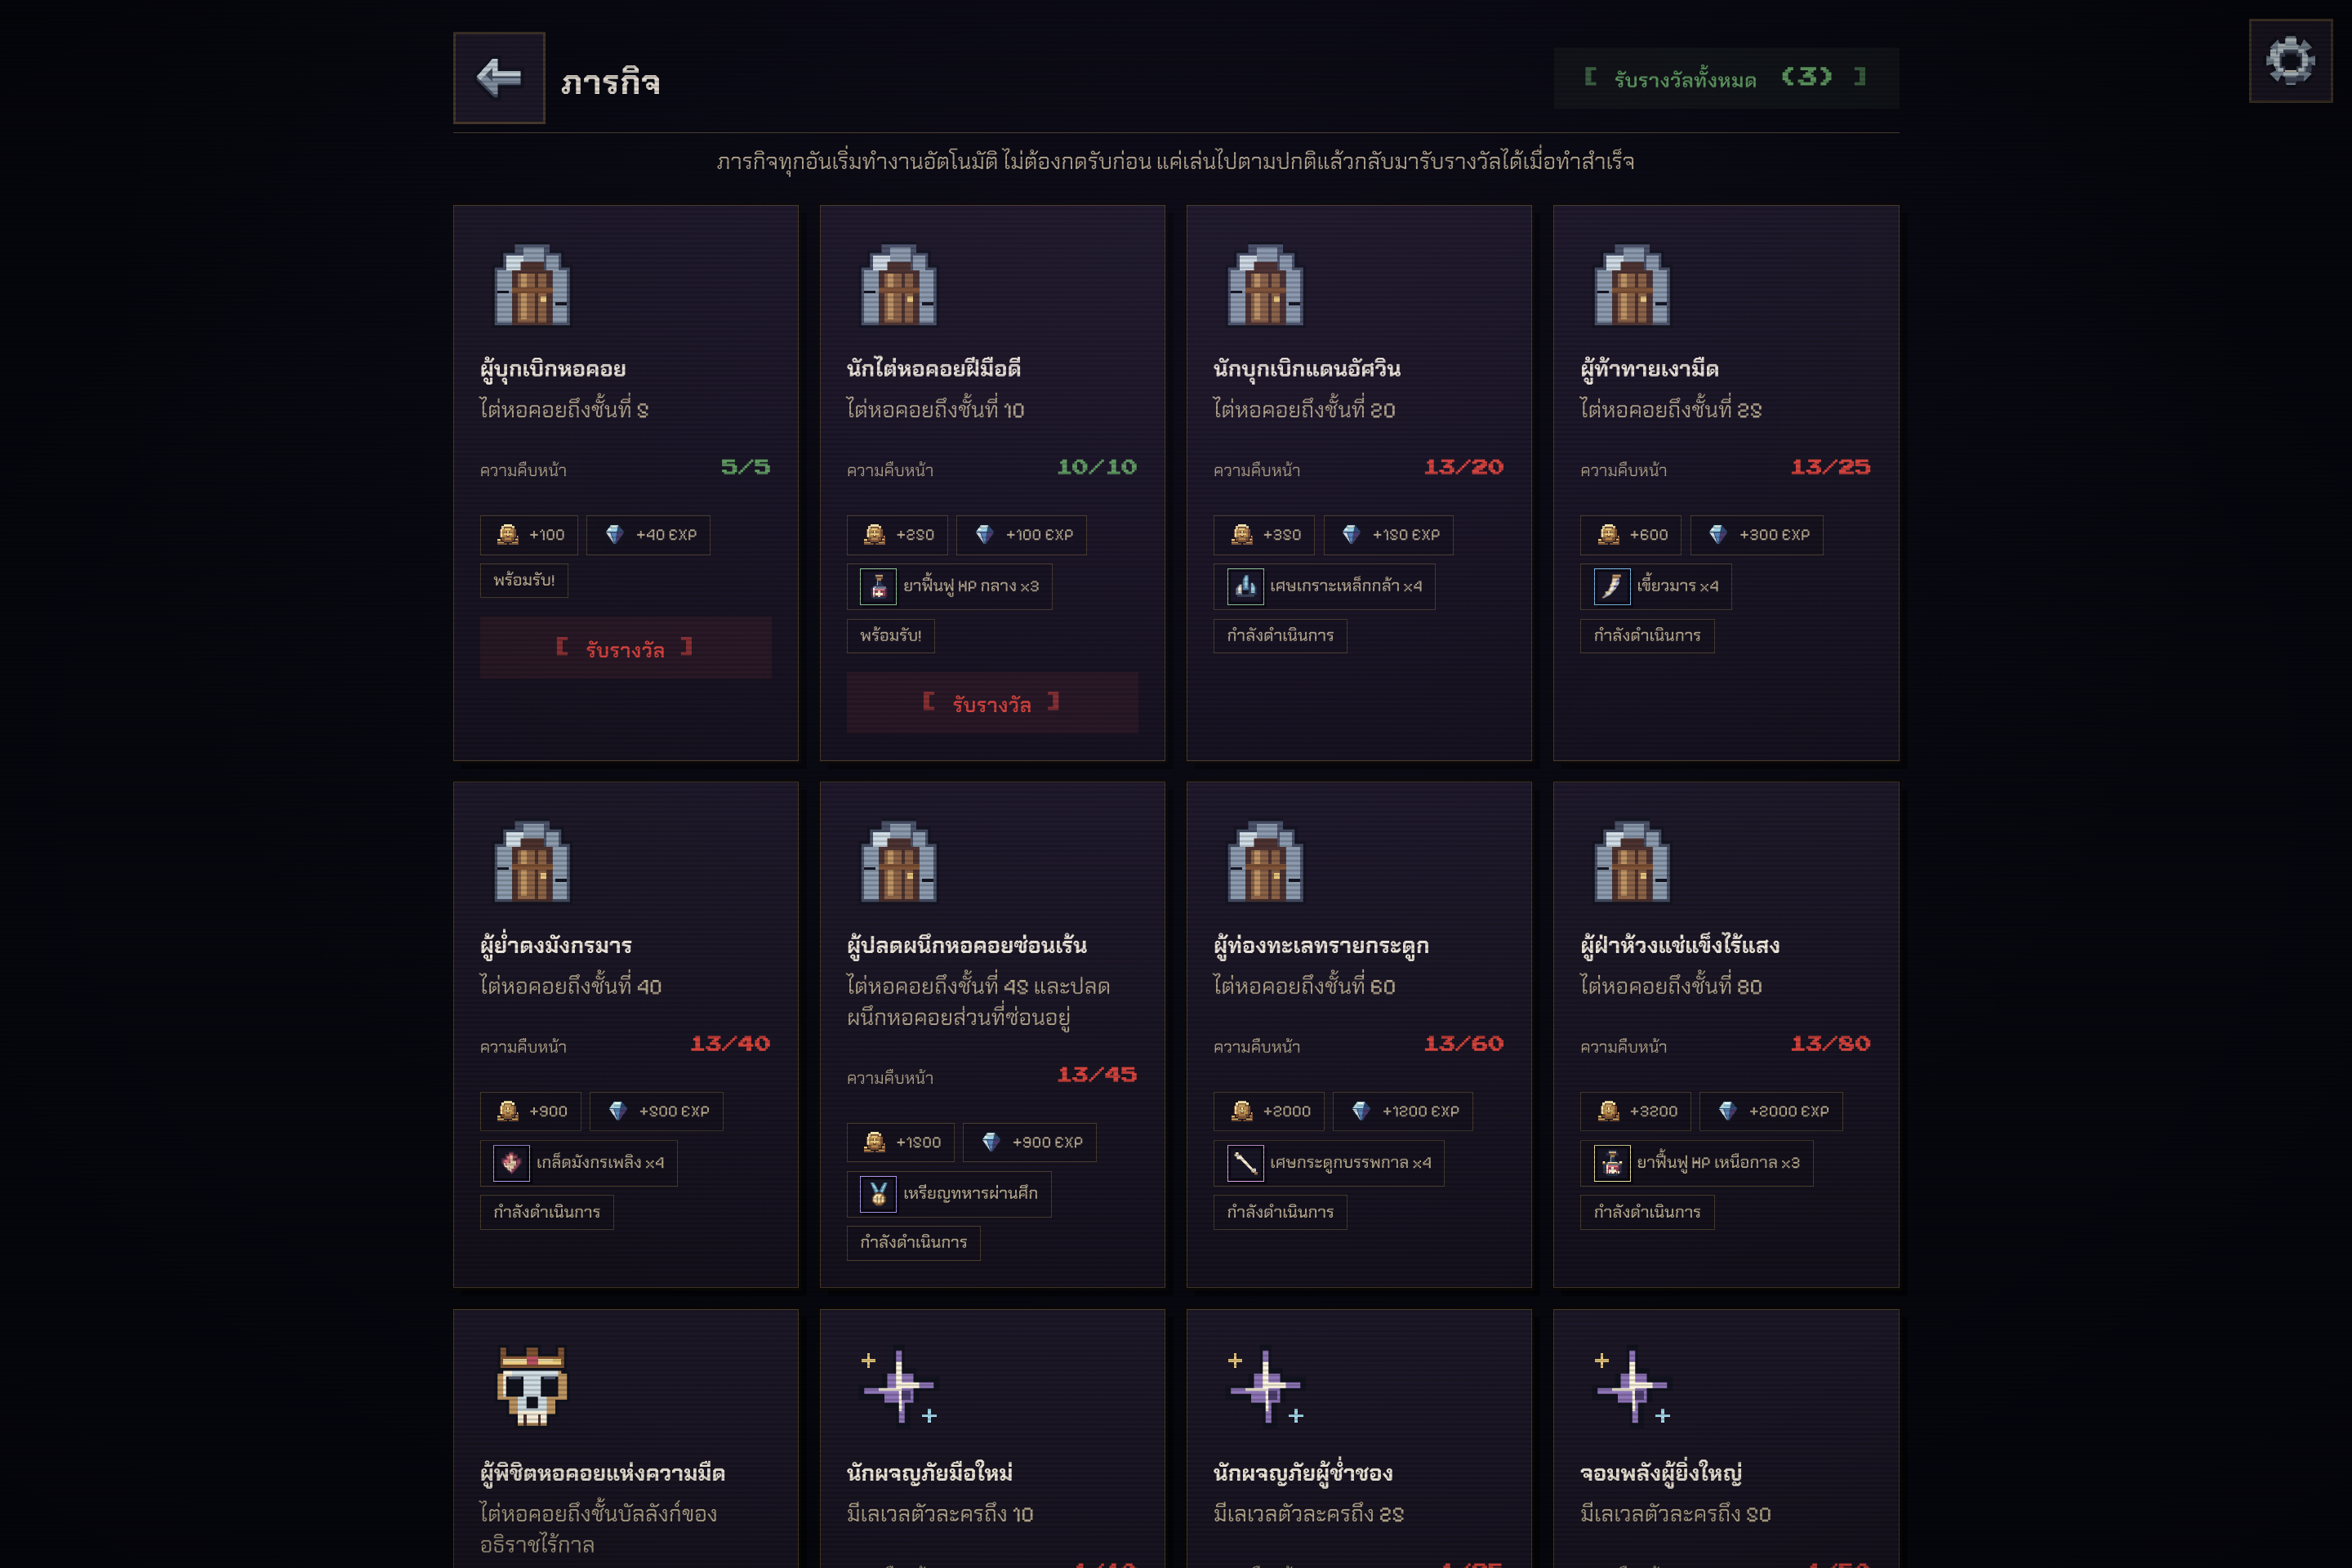 ภารกิจ
[ รับรางวัลทั้งหมด (3) ]
ภารกิจทุกอันเริ่มทำงานอัตโนมัติ ไม่ต้องกดรับก่อน แค่เล่นไปตามปกติแล้วกลับมารับรางวัลได้เมื่อทำสำเร็จ
ผู้บุกเบิกหอคอย
ไต่หอคอยถึงชั้นที่ 5
ความคืบหน้า 5/5
+100 +40 EXP
พร้อมรับ!
[ รับรางวัล ]
นักไต่หอคอยฝีมือดี
ไต่หอคอยถึงชั้นที่ 10
ความคืบหน้า 10/10
+250 +100 EXP
ยาฟื้นฟู HP กลาง x3
พร้อมรับ!
[ รับรางวัล ]
นักบุกเบิกแดนอัศวิน
ไต่หอคอยถึงชั้นที่ 20
ความคืบหน้า 13/20
+350 +150 EXP
เศษเกราะเหล็กกล้า x4
กำลังดำเนินการ
ผู้ท้าทายเงามืด
ไต่หอคอยถึงชั้นที่ 25
ความคืบหน้า 13/25
+600 +300 EXP
เขี้ยวมาร x4
กำลังดำเนินการ
ผู้ย่ำดงมังกรมาร
ไต่หอคอยถึงชั้นที่ 40
ความคืบหน้า 13/40
+900 +500 EXP
เกล็ดมังกรเพลิง x4
กำลังดำเนินการ
ผู้ปลดผนึกหอคอยซ่อนเร้น
ไต่หอคอยถึงชั้นที่ 45 และปลด
ผนึกหอคอยส่วนที่ซ่อนอยู่
ความคืบหน้า 13/45
+1500 +900 EXP
เหรียญทหารผ่านศึก
กำลังดำเนินการ
ผู้ท่องทะเลทรายกระดูก
ไต่หอคอยถึงชั้นที่ 60
ความคืบหน้า 13/60
+2000 +1200 EXP
เศษกระดูกบรรพกาล x4
กำลังดำเนินการ
ผู้ฝ่าห้วงแช่แข็งไร้แสง
ไต่หอคอยถึงชั้นที่ 80
ความคืบหน้า 13/80
+3200 +2000 EXP
ยาฟื้นฟู HP เหนือกาล x3
กำลังดำเนินการ
ผู้พิชิตหอคอยแห่งความมืด
ไต่หอคอยถึงชั้นบัลลังก์ของ
อธิราชไร้กาล
นักผจญภัยมือใหม่
มีเลเวลตัวละครถึง 10
นักผจญภัยผู้ช่ำชอง
มีเลเวลตัวละครถึง 25
จอมพลังผู้ยิ่งใหญ่
มีเลเวลตัวละครถึง 50